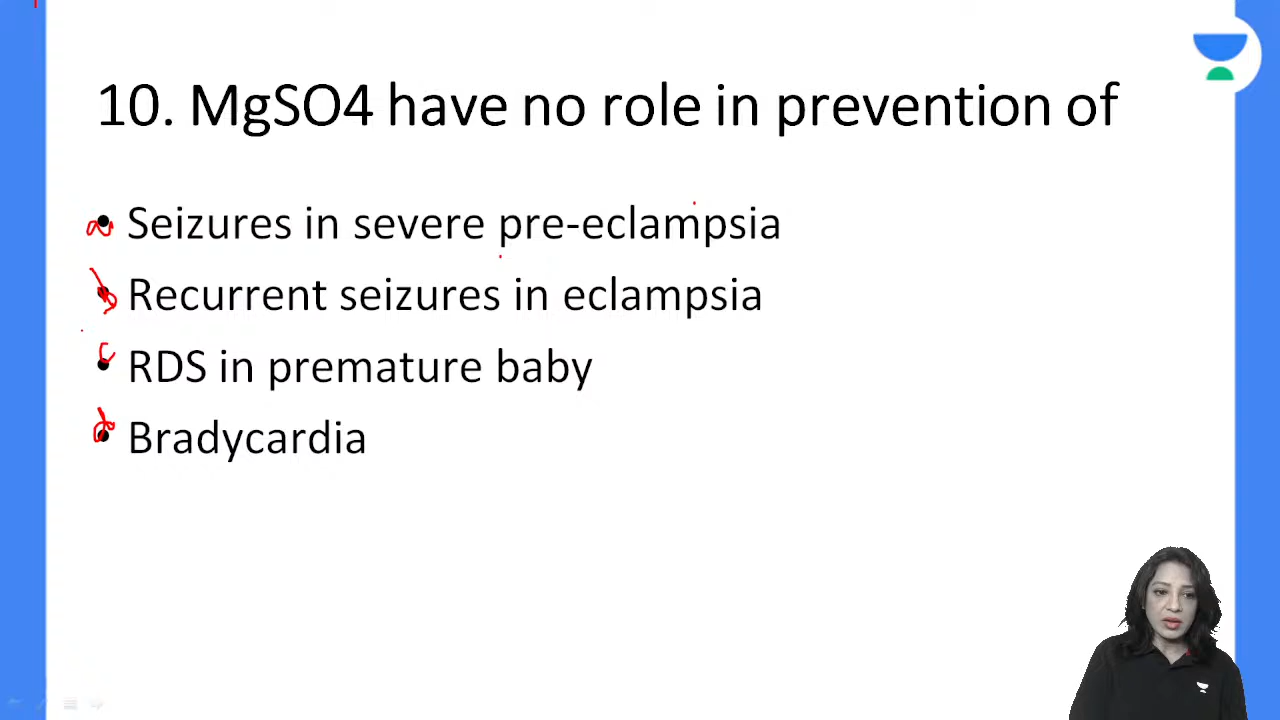 10. MgSO4 have no role in prevention of
a • Seizures in severe pre-eclampsia
b • Recurrent seizures in eclampsia
c • RDS in premature baby
d • Bradycardia